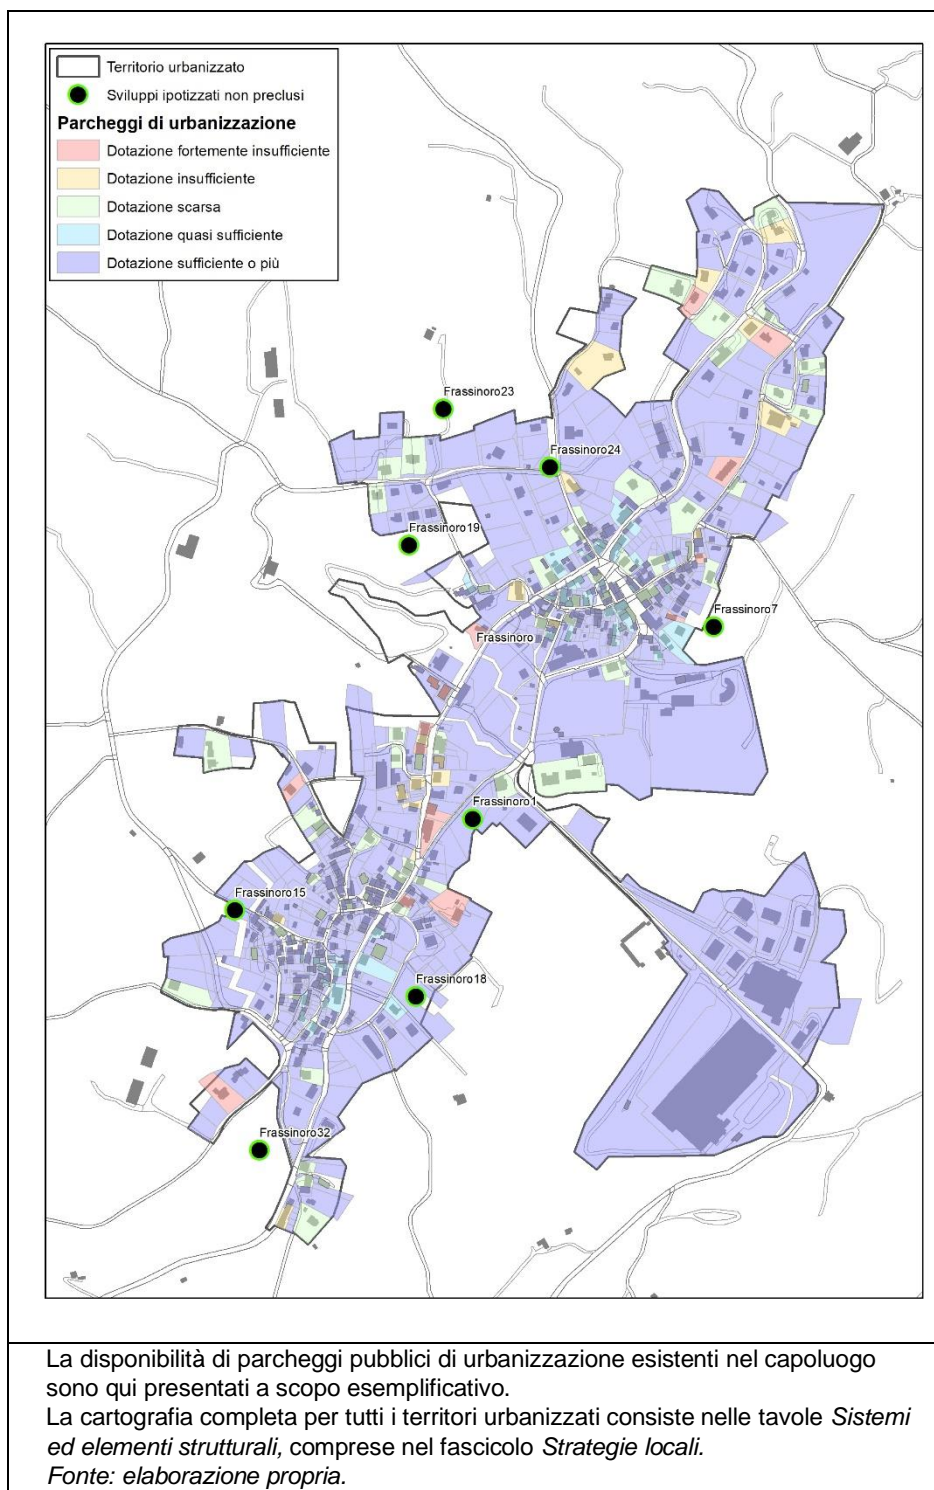 Territorio urbanizzato
Sviluppi ipotizzati non preclusi
Parcheggi di urbanizzazione
Dotazione fortemente insufficiente
Dotazione insufficiente
Dotazione scarsa
Dotazione quasi sufficiente
Dotazione sufficiente o più
Frassinoro23
Frassinoro24
Frassinoro19
Frassinoro7
Frassinoro
Frassinoro1
Frassinoro15
Frassinoro18
Frassinoro32
La disponibilità di parcheggi pubblici di urbanizzazione esistenti nel capoluogo
sono qui presentati a scopo esemplificativo.
La cartografia completa per tutti i territori urbanizzati consiste nelle tavole Sistemi
ed elementi strutturali, comprese nel fascicolo Strategie locali.
Fonte: elaborazione propria.